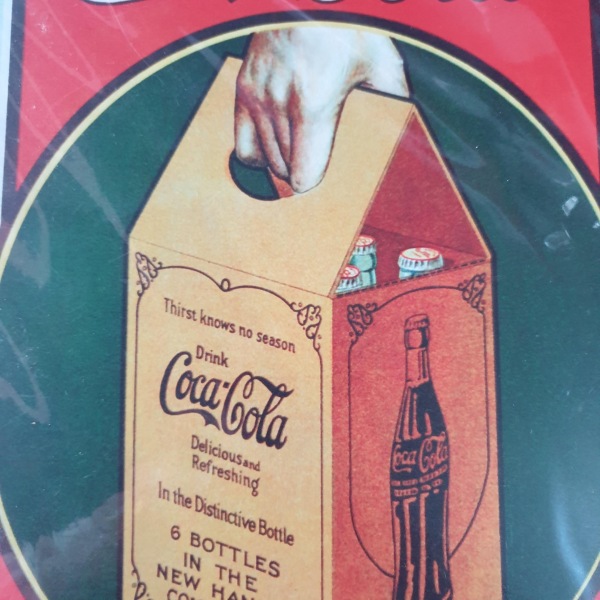 Thirst knows no season
Drink
Coca-Cola
Delicious and
Refreshing
In the Distinctive Bottle
6 BOTTLES
IN THE
NEW
Coca-Cola